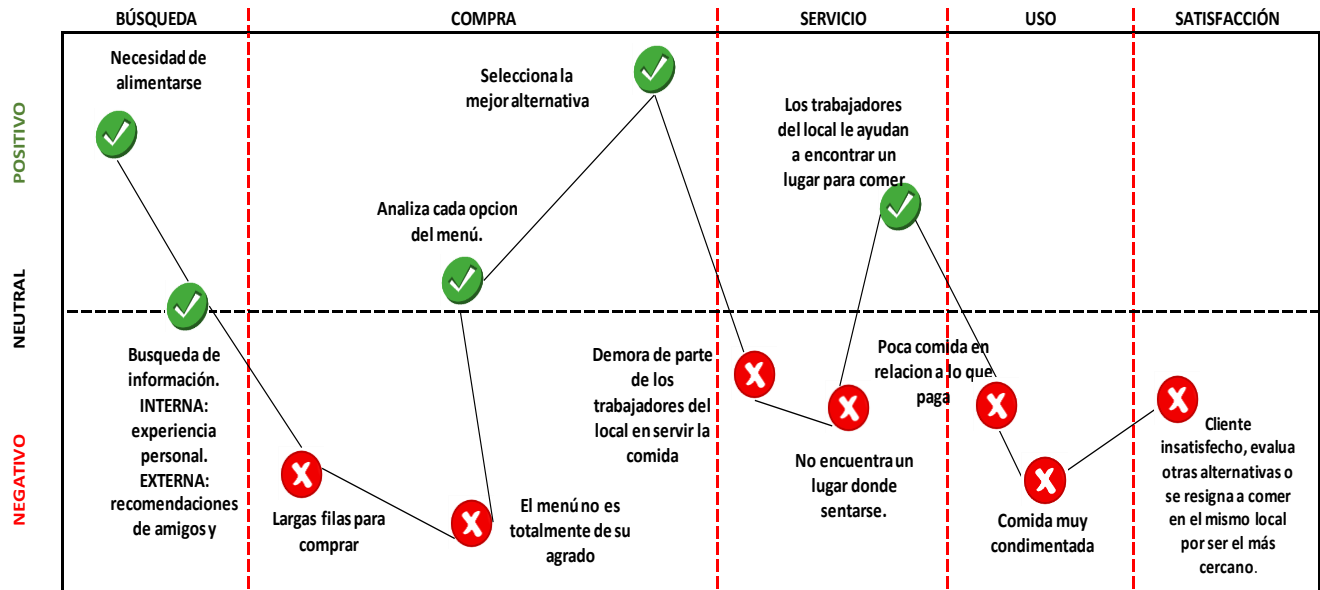 BÚSQUEDA
COMPRA
SERVICIO
USO
SATISFACCIÓN
POSITIVO
NEUTRAL
NEGATIVO
Necesidad de
alimentarse
Busqueda de
información.
INTERNA:
experiencia
personal.
EXTERNA:
recomendaciones
de amigos y
Largas filas para
comprar
El menú no es
totalmente de su
agrado
Analiza cada opcion
del menú.
Selecciona la
mejor alternativa
Demora de parte
de los
trabajadores del
local en servir la
comida
No encuentra un
lugar donde
sentarse.
Los trabajadores
del local le ayudan
a encontrar un
lugar para comer
Poca comida en
relacion a lo que
paga
Comida muy
condimentada
Cliente
insatisfecho, evalua
otras alternativas o
se resigna a comer
en el mismo local
por ser el más
cercano.